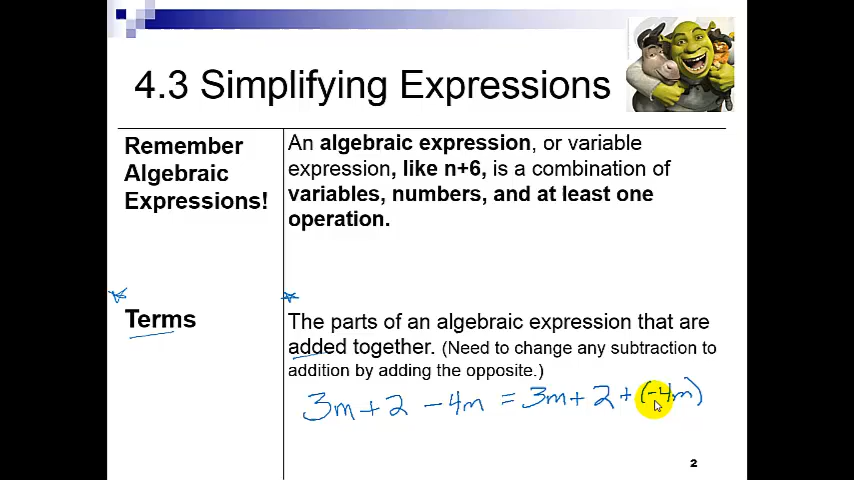 4.3 Simplifying Expressions
Remember
Algebraic
Expressions!
An algebraic expression, or variable
expression, like n+6, is a combination of
variables, numbers, and at least one
operation.
Terms
The parts of an algebraic expression that are
added together. (Need to change any subtraction to
addition by adding the opposite.)
3m + 2 - 4m = 3m + 2 + (-4m)
2